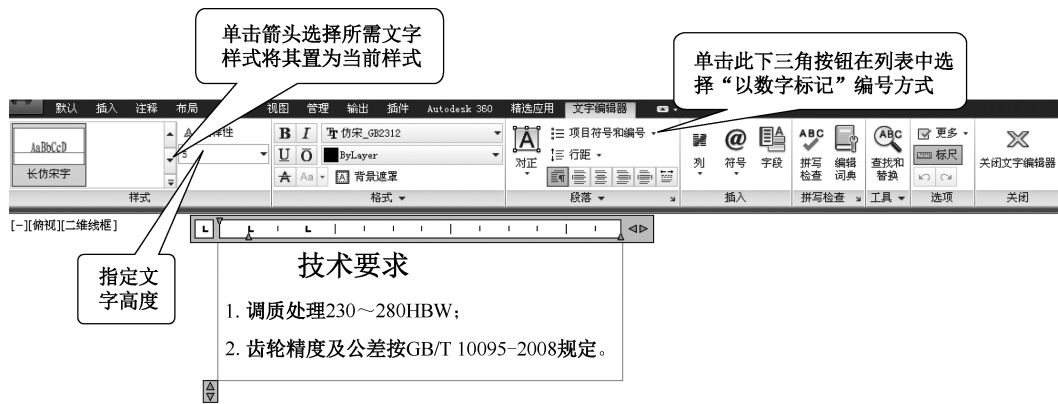 单击箭头选择所需文字
样式将其置为当前样式
单击此下三角按钮在列表中选
择“以数字标记”编号方式
默认 插入 注释 布局 视图 管理 输出 插件 Autodesk 360 精选应用 文字编辑器
AaBbCcD
长仿宋字
样式
5
B I 仿宋_GB2312
U O ByLayer
A Aa 背景遮罩
格式
A
对正
项目符号和编号
行距
段落
列
@
符号
字段
插入
ABC
拼写
检查
编辑
词典
拼写检查
ABC
查找和
替换
工具
更多
标尺
选项
关闭文字编辑器
关闭
[-][俯视][二维线框]
指定文
字高度
技术要求
1. 调质处理230～280HBW；
2. 齿轮精度及公差按GB/T 10095-2008规定。